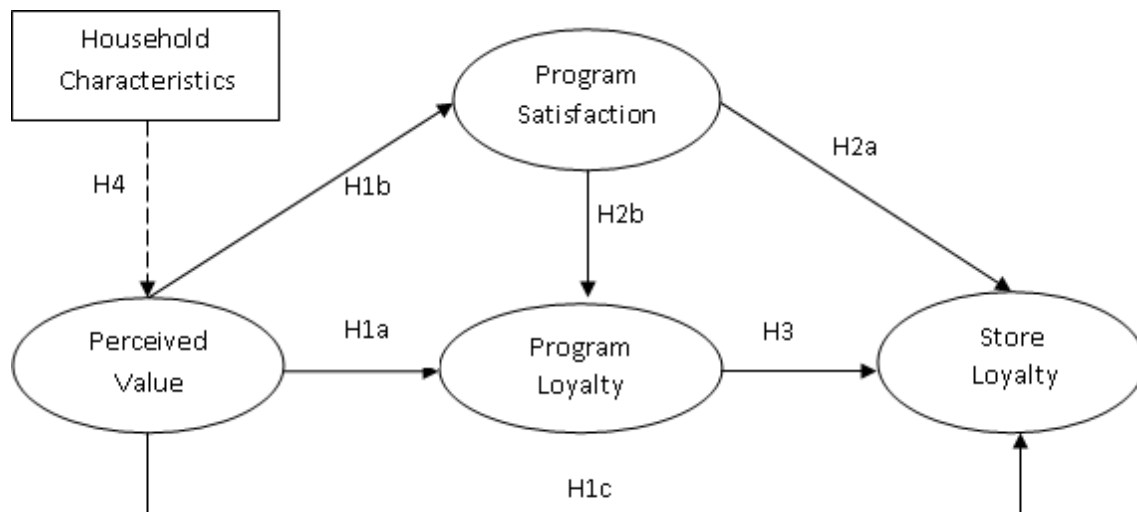 Household
Characteristics
Program
Satisfaction
H2a
H4
H1b
H2b
Perceived
Value
H1a
Program
Loyalty
H3
Store
Loyalty
H1c